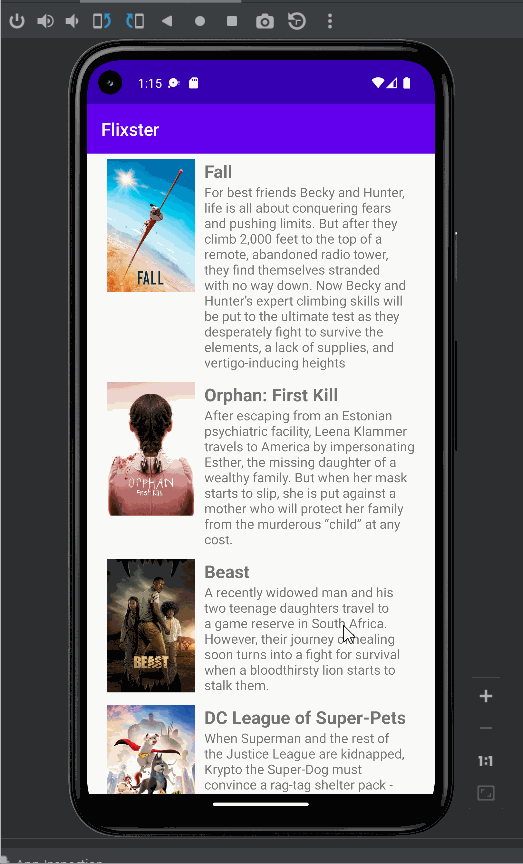 1:15
Flixster
FALL
Fall
For best friends Becky and Hunter,
life is all about conquering fears
and pushing limits. But after they
climb 2,000 feet to the top of a
remote, abandoned radio tower,
they find themselves stranded
with no way down. Now Becky and
Hunter's expert climbing skills will
be put to the ultimate test as they
desperately fight to survive the
elements, a lack of supplies, and
vertigo-inducing heights
ORPHAN
First Kill
Orphan: First Kill
After escaping from an Estonian
psychiatric facility, Leena Klammer
travels to America by impersonating
Esther, the missing daughter of a
wealthy family. But when her mask
starts to slip, she is put against a
mother who will protect her family
from the murderous “child” at any
cost.
BEAST
Beast
A recently widowed man and his
two teenage daughters travel to
a game reserve in South Africa.
However, their journey of healing
soon turns into a fight for survival
when a bloodthirsty lion starts to
stalk them.
DC League of Super-Pets
When Superman and the rest of
the Justice League are kidnapped,
Krypto the Super-Dog must
convince a rag-tag shelter pack -
1:1
App Inspection